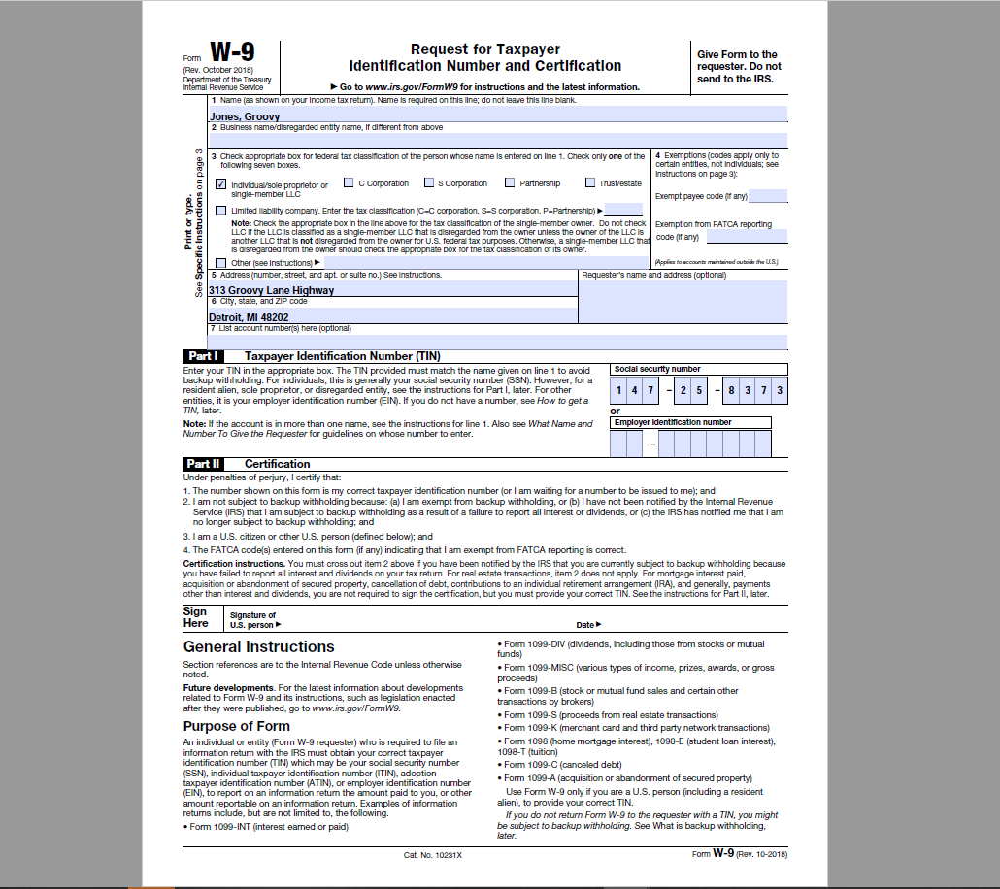 Form W-9
(Rev. October 2018)
Department of the Treasury
Internal Revenue Service
Request for Taxpayer
Identification Number and Certification
▶ Go to www.irs.gov/FormW9 for instructions and the latest information.
Give Form to the
requester. Do not
send to the IRS.
Print or type.
See Specific Instructions on page 3.
1 Name (as shown on your income tax return). Name is required on this line; do not leave this line blank.
Jones, Groovy
2 Business name/disregarded entity name, if different from above
3 Check appropriate box for federal tax classification of the person whose name is entered on line 1. Check only one of the
following seven boxes.
Individual/sole proprietor or
single-member LLC
C Corporation
S Corporation
Partnership
Trust/estate
Limited liability company. Enter the tax classification (C=C corporation, S=S corporation, P=Partnership) ▶
Note: Check the appropriate box in the line above for the tax classification of the single-member owner. Do not check
LLC if the LLC is classified as a single-member LLC that is disregarded from the owner unless the owner of the LLC is
another LLC that is not disregarded from the owner for U.S. federal tax purposes. Otherwise, a single-member LLC that
is disregarded from the owner should check the appropriate box for the tax classification of its owner.
Other (see instructions) ▶
4 Exemptions (codes apply only to
certain entities, not individuals; see
instructions on page 3):
Exempt payee code (if any)
Exemption from FATCA reporting
code (if any)
(Applies to accounts maintained outside the U.S.)
5 Address (number, street, and apt. or suite no.) See instructions.
313 Groovy Lane Highway
6 City, state, and ZIP code
Detroit, MI 48202
Requester's name and address (optional)
7 List account number(s) here (optional)
Part I Taxpayer Identification Number (TIN)
Enter your TIN in the appropriate box. The TIN provided must match the name given on line 1 to avoid
backup withholding. For individuals, this is generally your social security number (SSN). However, for a
resident alien, sole proprietor, or disregarded entity, see the instructions for Part I, later. For other
entities, it is your employer identification number (EIN). If you do not have a number, see How to get a
TIN, later.
Note: If the account is in more than one name, see the instructions for line 1. Also see What Name and
Number To Give the Requester for guidelines on whose number to enter.
Social security number
1 4 7 – 2 5 – 8 3 7 3
or
Employer identification number
–
Part II Certification
Under penalties of perjury, I certify that:
1. The number shown on this form is my correct taxpayer identification number (or I am waiting for a number to be issued to me); and
2. I am not subject to backup withholding because: (a) I am exempt from backup withholding, or (b) I have not been notified by the Internal Revenue
Service (IRS) that I am subject to backup withholding as a result of a failure to report all interest or dividends, or (c) the IRS has notified me that I am
no longer subject to backup withholding; and
3. I am a U.S. citizen or other U.S. person (defined below); and
4. The FATCA code(s) entered on this form (if any) indicating that I am exempt from FATCA reporting is correct.
Certification instructions. You must cross out item 2 above if you have been notified by the IRS that you are currently subject to backup withholding because
you have failed to report all interest and dividends on your tax return. For real estate transactions, item 2 does not apply. For mortgage interest paid,
acquisition or abandonment of secured property, cancellation of debt, contributions to an individual retirement arrangement (IRA), and generally, payments
other than interest and dividends, you are not required to sign the certification, but you must provide your correct TIN. See the instructions for Part II, later.
Sign
Here
Signature of
U.S. person ▶
Date ▶
General Instructions
Section references are to the Internal Revenue Code unless otherwise
noted.
Future developments. For the latest information about developments
related to Form W-9 and its instructions, such as legislation enacted
after they were published, go to www.irs.gov/FormW9.
Purpose of Form
An individual or entity (Form W-9 requester) who is required to file an
information return with the IRS must obtain your correct taxpayer
identification number (TIN) which may be your social security number
(SSN), individual taxpayer identification number (ITIN), adoption
taxpayer identification number (ATIN), or employer identification number
(EIN), to report on an information return the amount paid to you, or other
amount reportable on an information return. Examples of information
returns include, but are not limited to, the following.
• Form 1099-INT (interest earned or paid)
• Form 1099-DIV (dividends, including those from stocks or mutual
funds)
• Form 1099-MISC (various types of income, prizes, awards, or gross
proceeds)
• Form 1099-B (stock or mutual fund sales and certain other
transactions by brokers)
• Form 1099-S (proceeds from real estate transactions)
• Form 1099-K (merchant card and third party network transactions)
• Form 1098 (home mortgage interest), 1098-E (student loan interest),
1098-T (tuition)
• Form 1099-C (canceled debt)
• Form 1099-A (acquisition or abandonment of secured property)
Use Form W-9 only if you are a U.S. person (including a resident
alien), to provide your correct TIN.
If you do not return Form W-9 to the requester with a TIN, you might
be subject to backup withholding. See What is backup withholding,
later.
Cat. No. 10231X
Form W-9 (Rev. 10-2018)